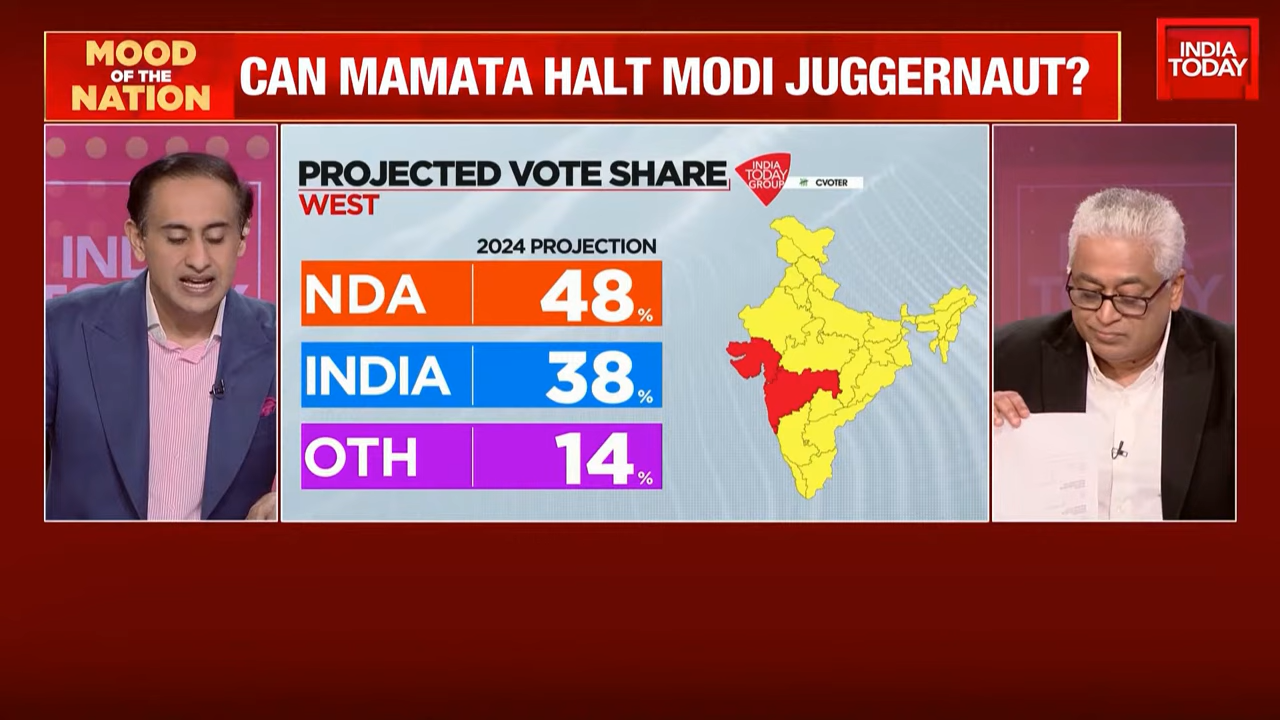 MOOD
OF THE
NATION
CAN MAMATA HALT MODI JUGGERNAUT?
INDIA
TODAY
PROJECTED VOTE SHARE
WEST
INDIA
TODAY
GROUP
CVOTER
2024 PROJECTION
NDA 48%
INDIA 38%
OTH 14%